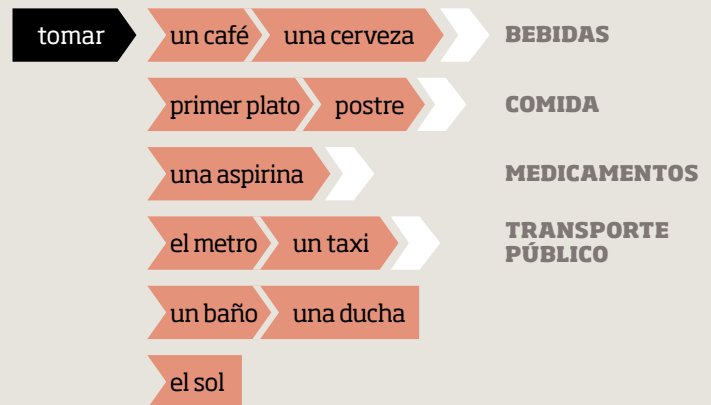 tomar un café una cerveza BEBIDAS
primer plato postre COMIDA
una aspirina MEDICAMENTOS
el metro un taxi TRANSPORTE
PÚBLICO
un baño una ducha
el sol